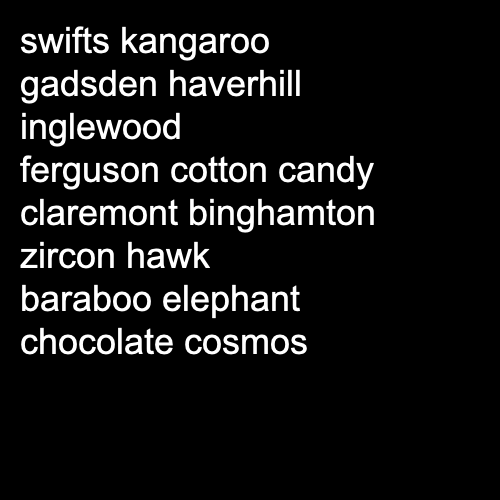 swifts kangaroo
gadsden haverhill
inglewood
ferguson cotton candy
claremont binghamton
zircon hawk
baraboo elephant
chocolate cosmos